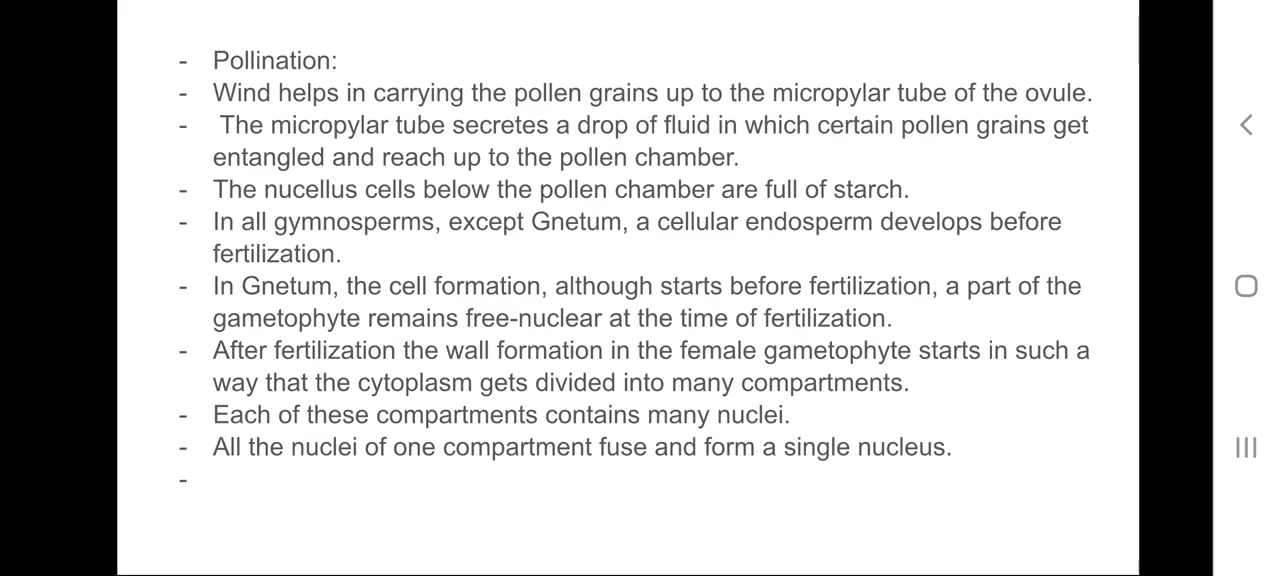 - Pollination:
- Wind helps in carrying the pollen grains up to the micropylar tube of the ovule.
- The micropylar tube secretes a drop of fluid in which certain pollen grains get
entangled and reach up to the pollen chamber.
- The nucellus cells below the pollen chamber are full of starch.
- In all gymnosperms, except Gnetum, a cellular endosperm develops before
fertilization.
- In Gnetum, the cell formation, although starts before fertilization, a part of the
gametophyte remains free-nuclear at the time of fertilization.
- After fertilization the wall formation in the female gametophyte starts in such a
way that the cytoplasm gets divided into many compartments.
- Each of these compartments contains many nuclei.
- All the nuclei of one compartment fuse and form a single nucleus.
-